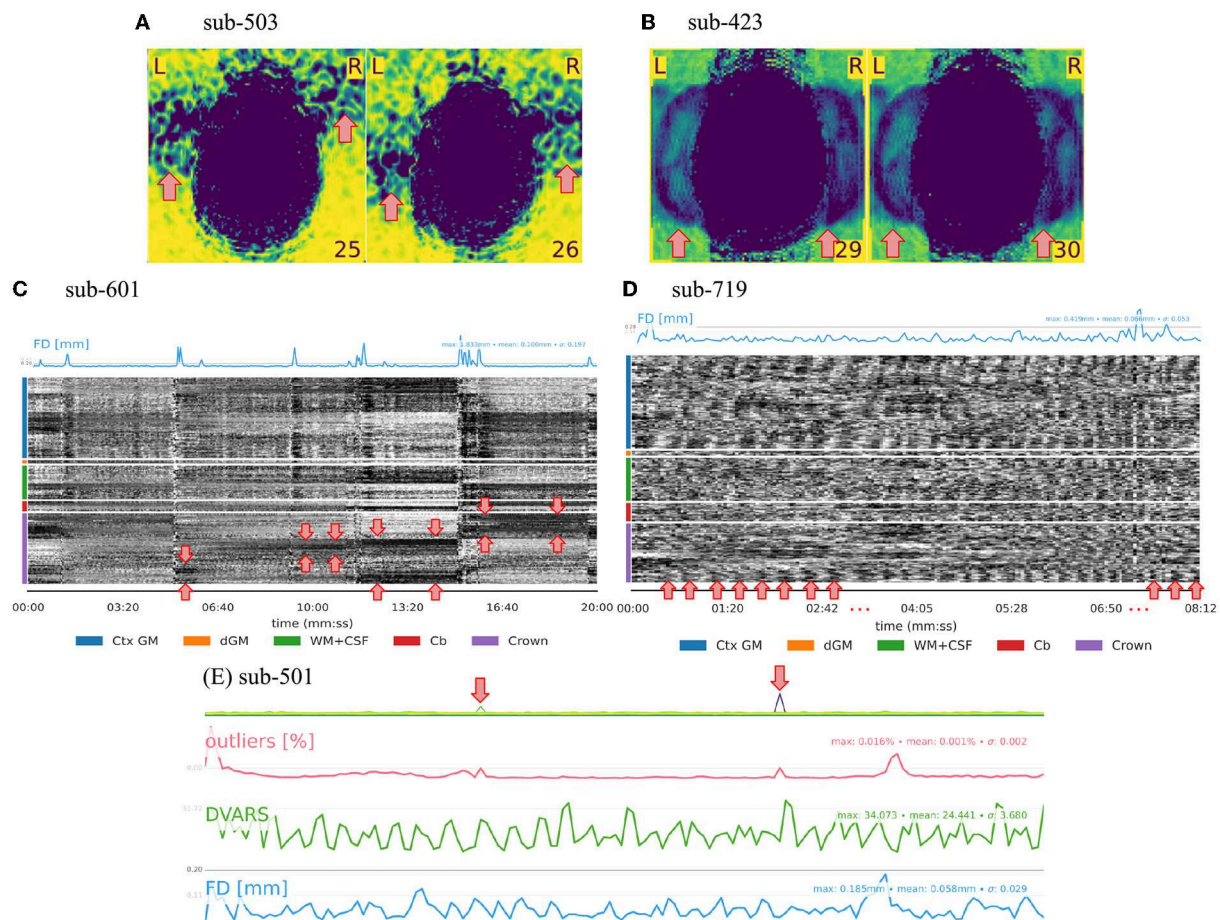 A sub-503
B sub-423
L R L R
25 26
L R L R
29 30
C sub-601
D sub-719
FD [mm]
max: 1.833mm • mean: 0.100mm • σ: 0.197
FD [mm]
max: 0.419mm • mean: 0.066mm • σ: 0.053
00:00 03:20 06:40 10:00 13:20 16:40 20:00
time (mm:ss)
Ctx GM dGM WM+CSF Cb Crown
00:00 01:20 02:42 04:05 05:28 06:50 08:12
time (mm:ss)
Ctx GM dGM WM+CSF Cb Crown
(E) sub-501
outliers [%]
max: 0.016% • mean: 0.001% • σ: 0.002
0.00
DVARS
max: 34.073 • mean: 24.441 • σ: 3.680
0.20
FD [mm]
max: 0.185mm • mean: 0.058mm • σ: 0.029